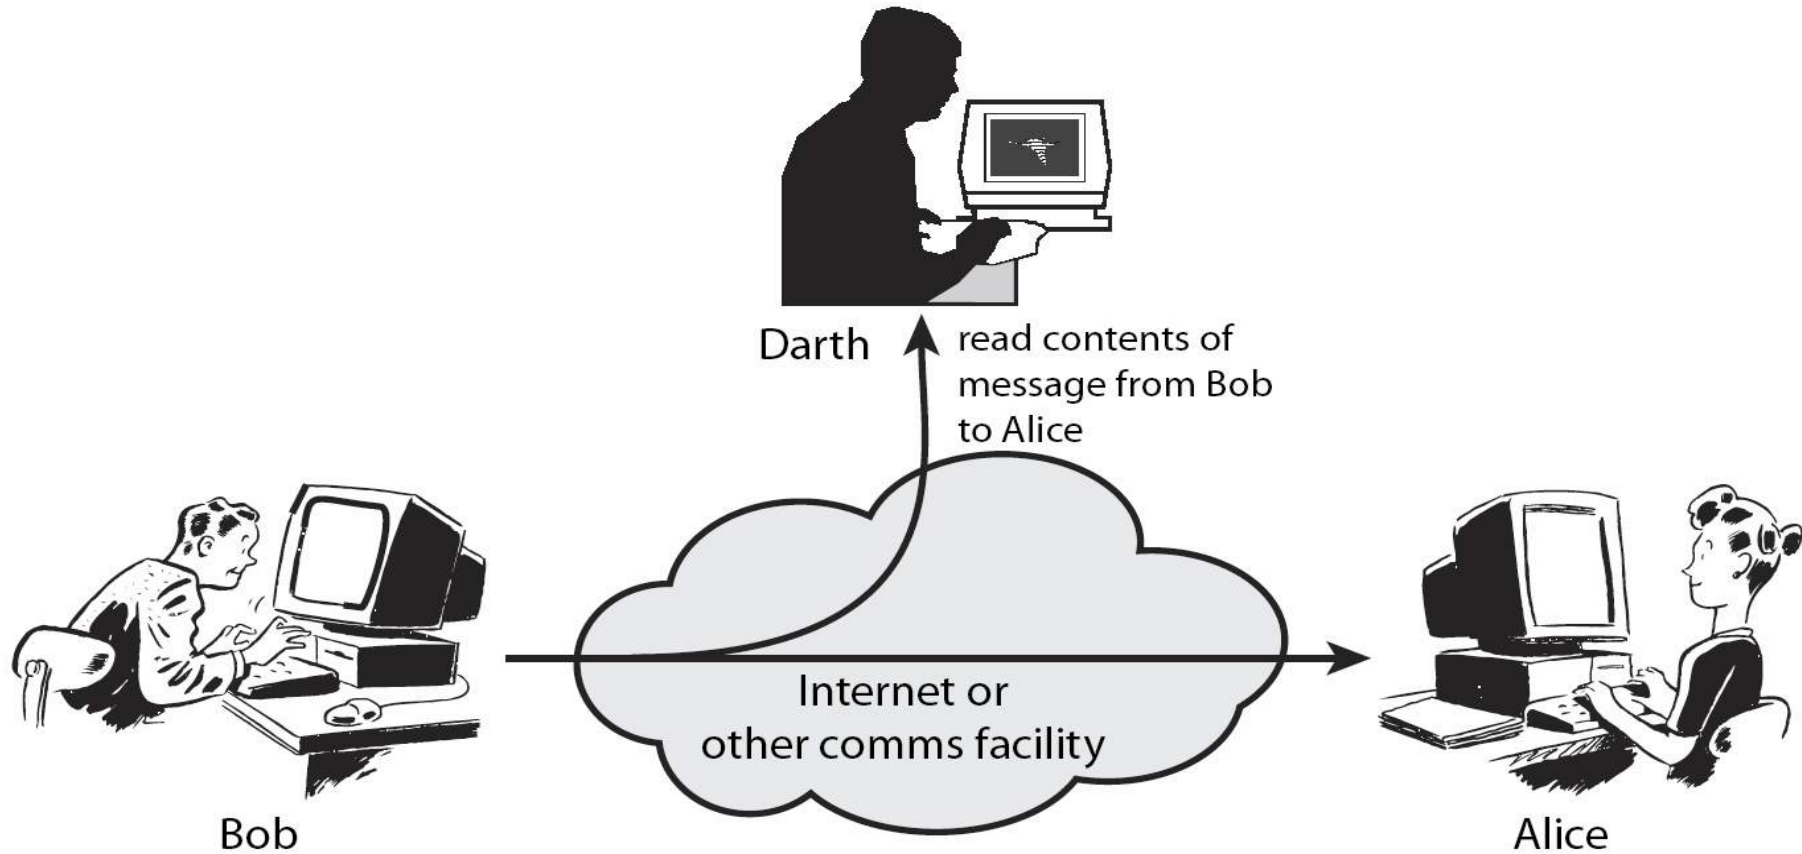 Darth
read contents of
message from Bob
to Alice
Internet or
other comms facility
Bob
Alice